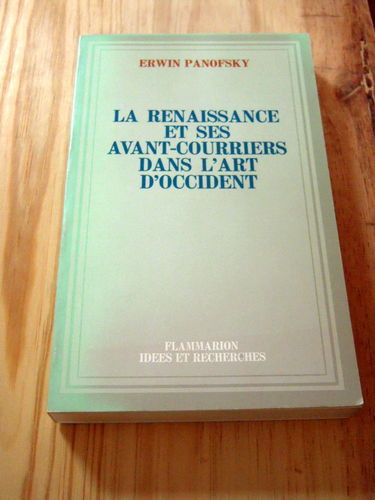 ERWIN PANOFSKY
LA RENAISSANCE
ET SES
AVANT-COURRIERS
DANS L'ART
D'OCCIDENT
FLAMMARION
IDEES ET RECHERCHES